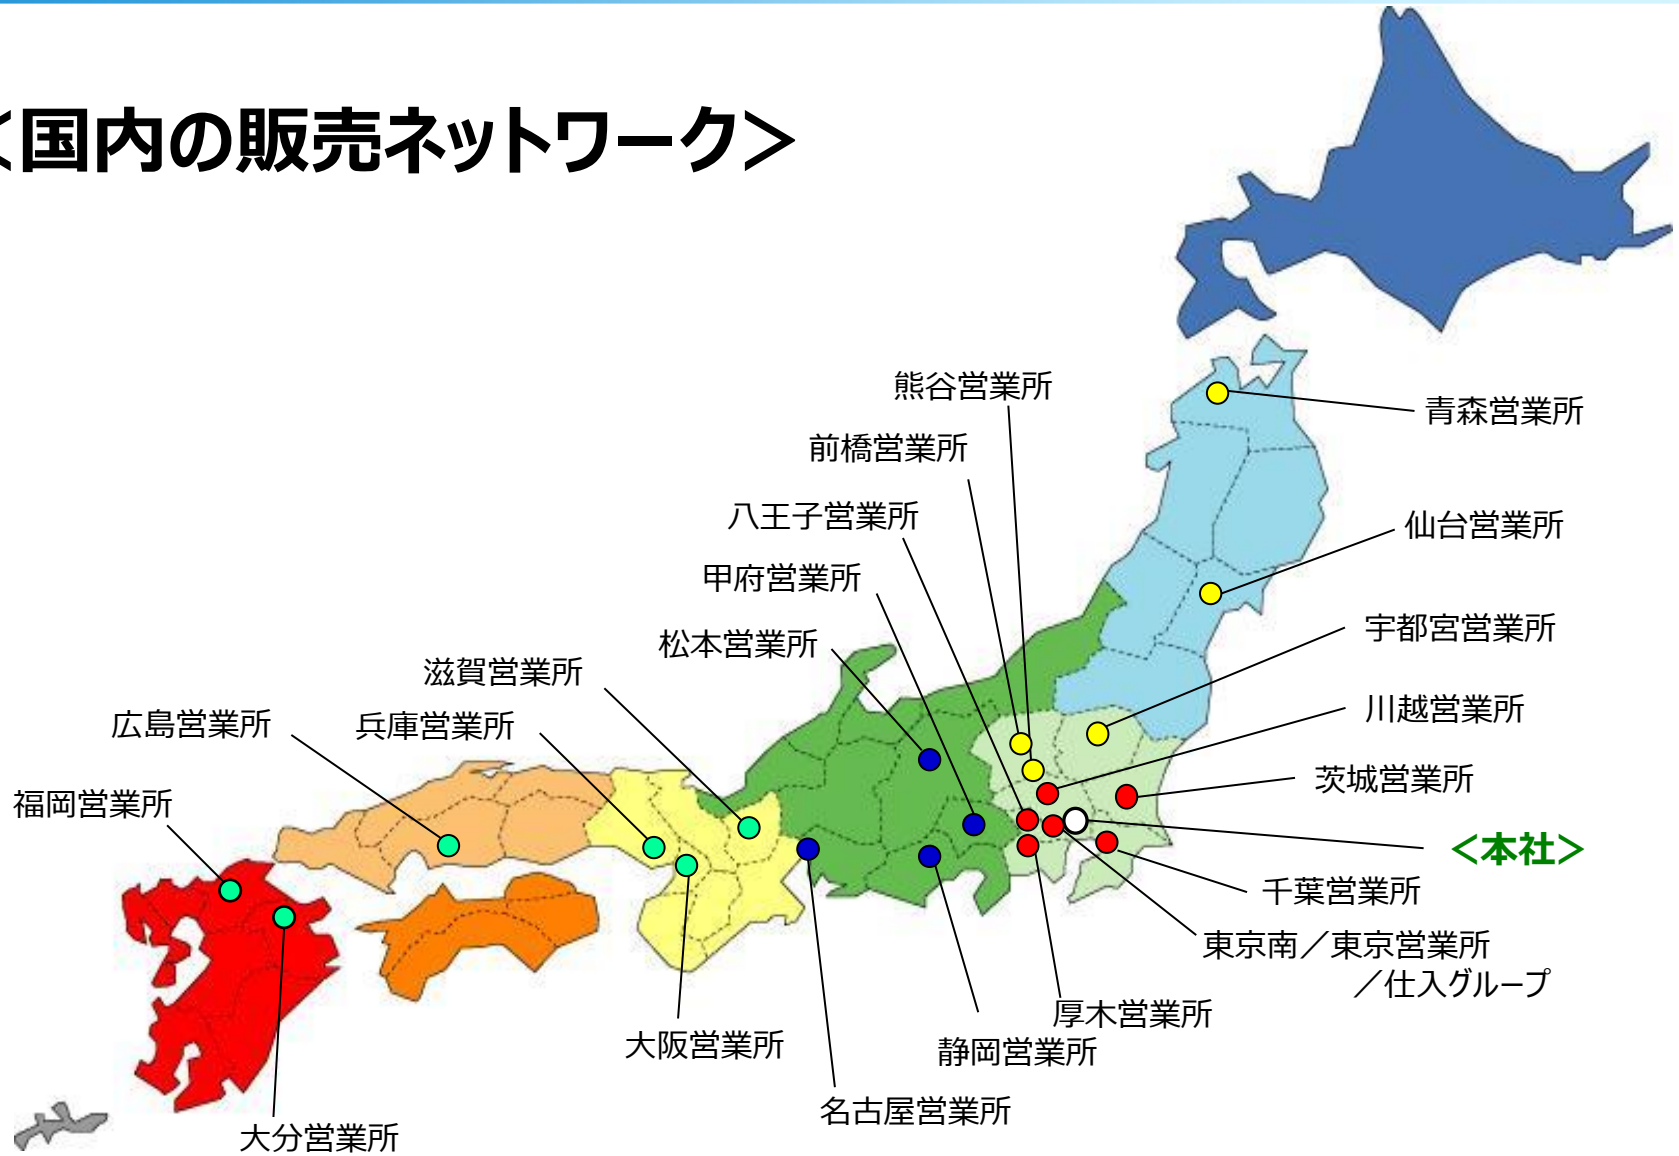 <国内の販売ネットワーク>
熊谷営業所
青森営業所
前橋営業所
八王子営業所
仙台営業所
甲府営業所
宇都宮営業所
松本営業所
滋賀営業所
川越営業所
広島営業所
兵庫営業所
茨城営業所
福岡営業所
<本社>
千葉営業所
東京南／東京営業所
／仕入グループ
厚木営業所
大阪営業所
静岡営業所
名古屋営業所
大分営業所